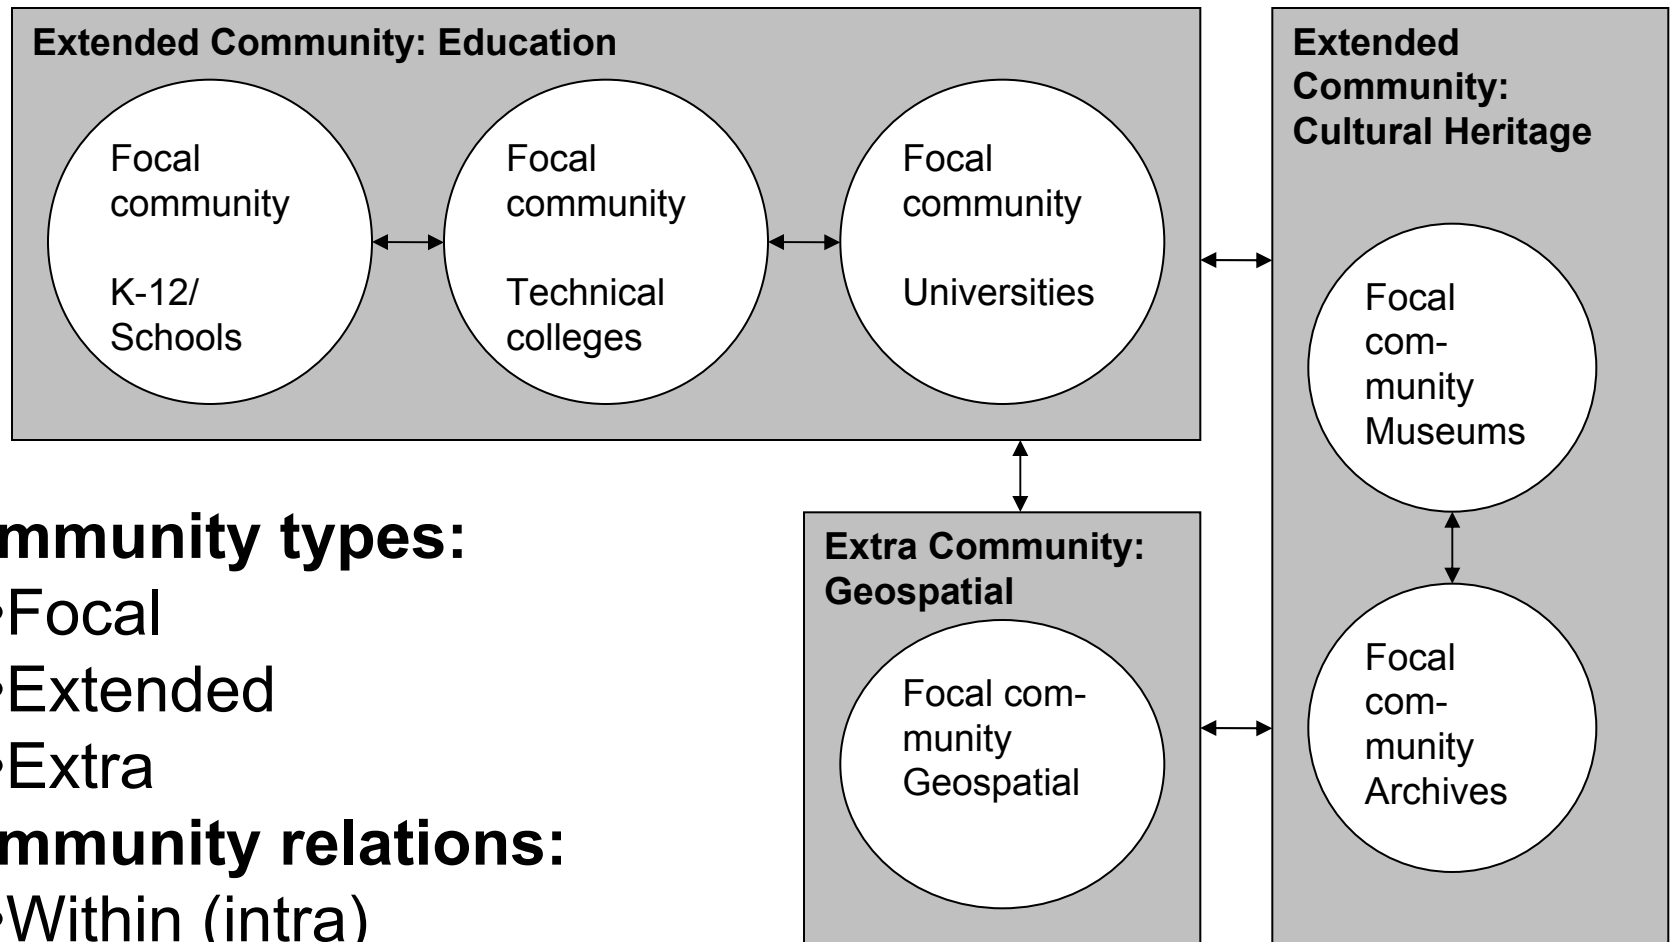 Extended Community: Education
Focal
community
K-12/
Schools
Focal
community
Technical
colleges
Focal
community
Universities
Extended
Community:
Cultural Heritage
Focal
com-
munity
Museums
Focal
com-
munity
Archives
Extra Community:
Geospatial
Focal com-
munity
Geospatial
mmunity types:
•Focal
•Extended
•Extra
mmunity relations:
•Within (intra)